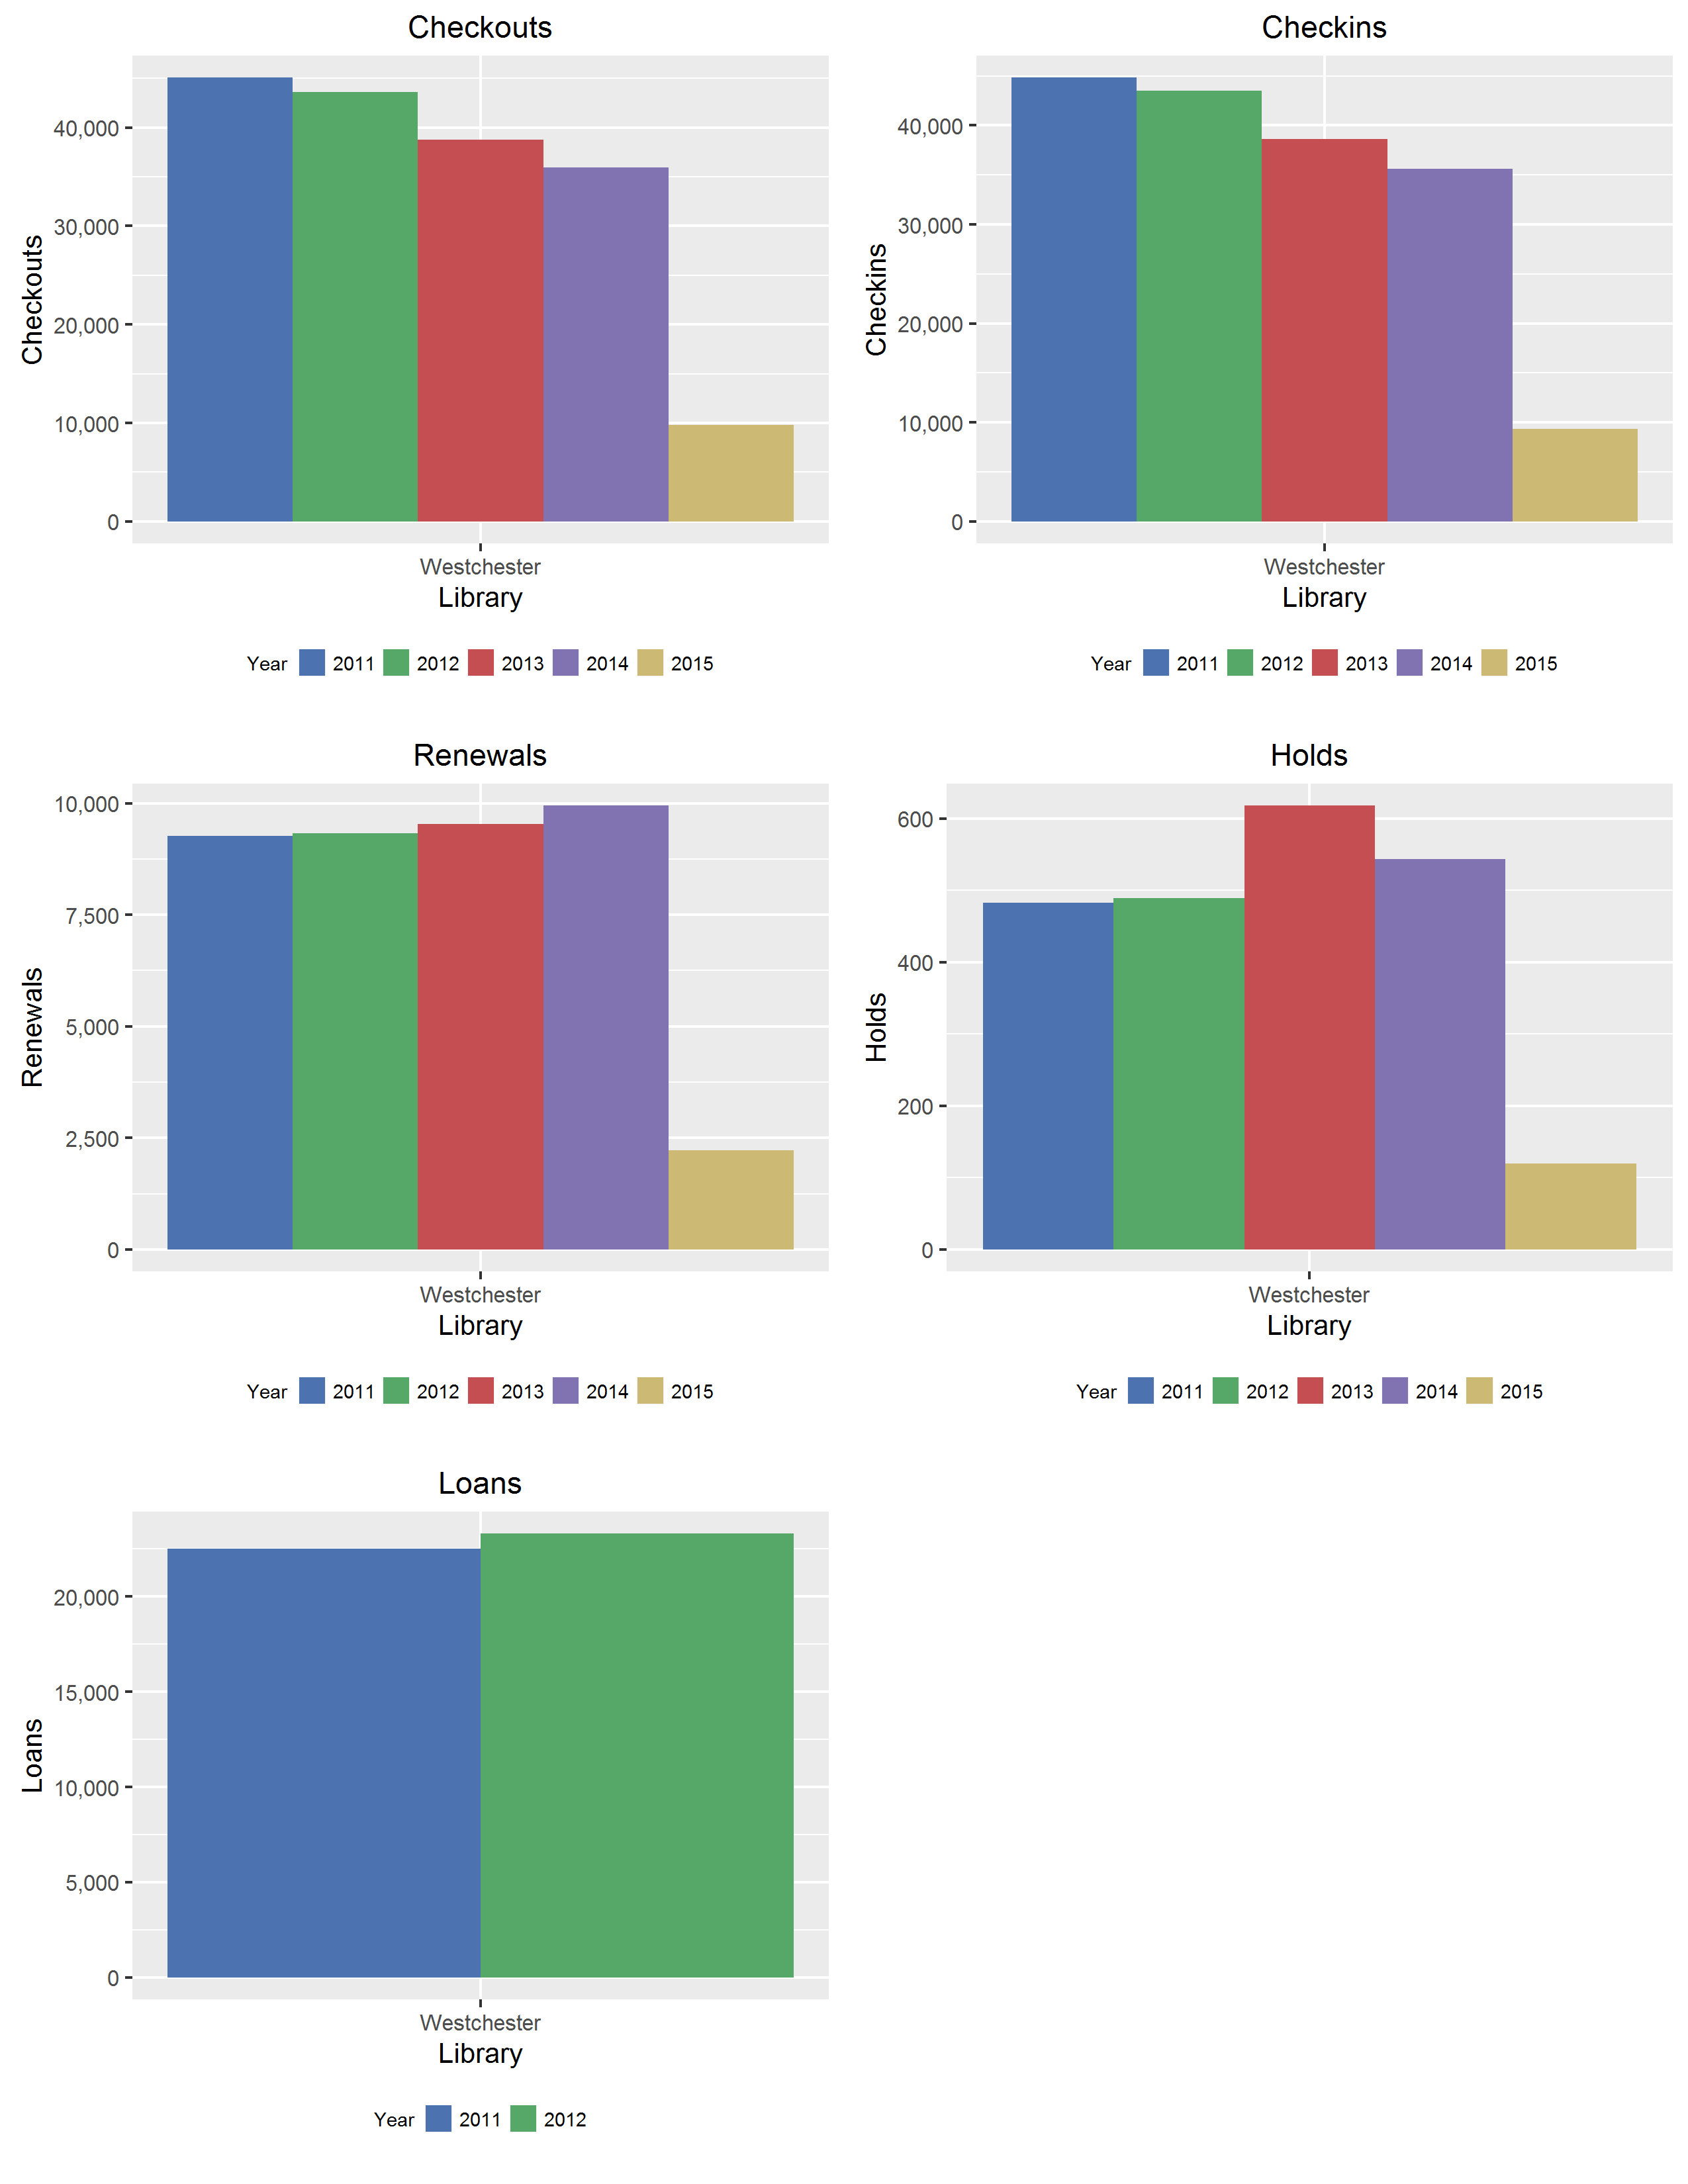 Checkouts
Checkouts
40,000
30,000
20,000
10,000
0
Westchester
Library
Year 2011 2012 2013 2014 2015
Checkins
Checkins
40,000
30,000
20,000
10,000
0
Westchester
Library
Year 2011 2012 2013 2014 2015
Renewals
Renewals
10,000
7,500
5,000
2,500
0
Westchester
Library
Year 2011 2012 2013 2014 2015
Holds
Holds
600
400
200
0
Westchester
Library
Year 2011 2012 2013 2014 2015
Loans
Loans
20,000
15,000
10,000
5,000
0
Westchester
Library
Year 2011 2012